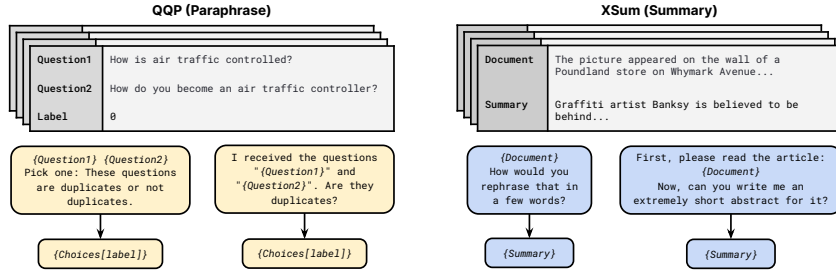 QQP (Paraphrase)
Question1 How is air traffic controlled?
Question2 How do you become an air traffic controller?
Label 0
{Question1} {Question2}
Pick one: These questions
are duplicates or not
duplicates.
{Choices[label]}
I received the questions
"{Question1}" and
"{Question2}". Are they
duplicates?
{Choices[label]}
XSum (Summary)
Document The picture appeared on the wall of a
Poundland store on Whymark Avenue...
Summary Graffiti artist Banksy is believed to be
behind...
{Document}
How would you
rephrase that in
a few words?
{Summary}
First, please read the article:
{Document}
Now, can you write me an
extremely short abstract for it?
{Summary}